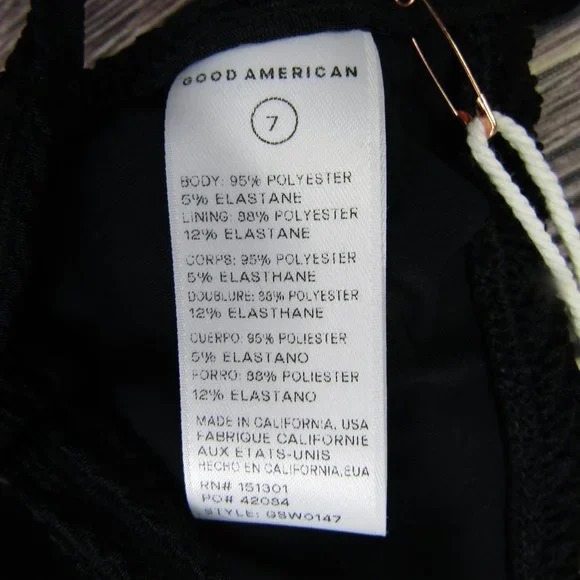 GOOD AMERICAN
7
BODY: 95% POLYESTER
5% ELASTANE
LINING: 88% POLYESTER
12% ELASTANE
CORPS: 95% POLYESTER
5% ELASTHANE
DOUBLURE: 88% POLYESTER
12% ELASTHANE
CUERPO: 95% POLIESTER
5% ELASTANO
FORRO: 88% POLIESTER
12% ELASTANO
MADE IN CALIFORNIA, USA
FABRIQUE CALIFORNIE
AUX ETATS-UNIS
HECHO EN CALIFORNIA,EUA
RN# 151301
PO# 42084
STYLE: GSW0147